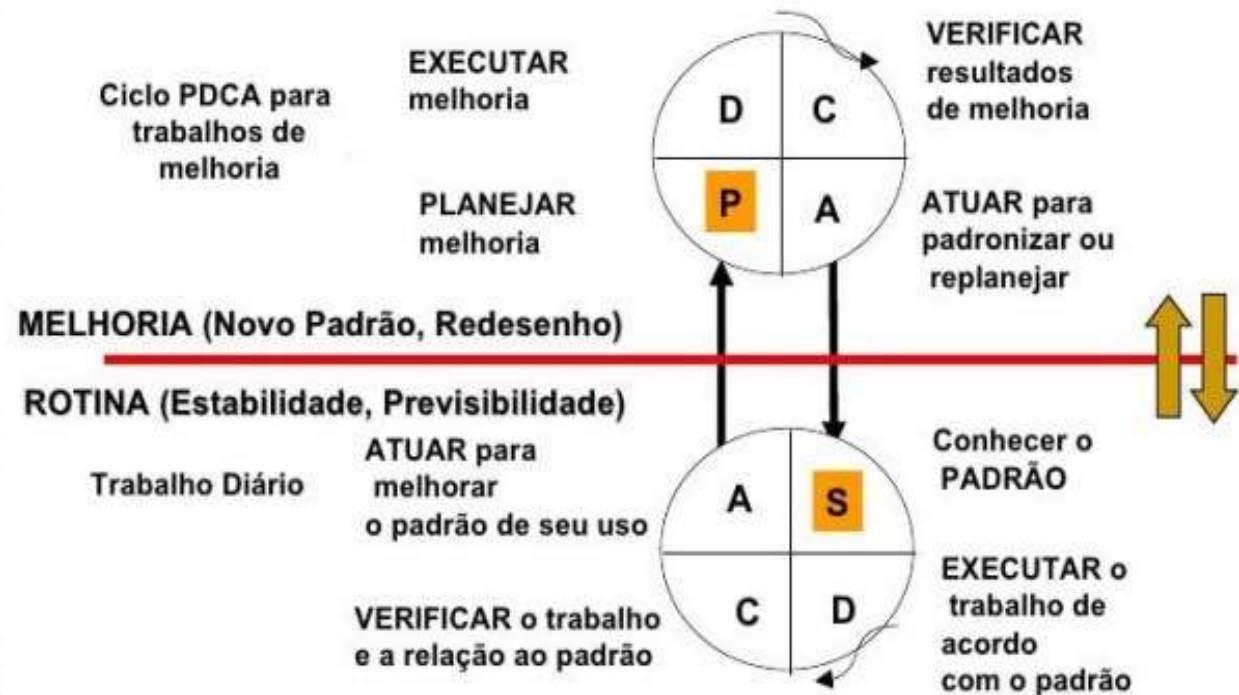 Ciclo PDCA para
trabalhos de
melhoria
EXECUTAR
melhoria
PLANEJAR
melhoria
D
C
P
A
VERIFICAR
resultados
de melhoria
ATUAR para
padronizar ou
replanejar
MELHORIA (Novo Padrão, Redesenho)
ROTINA (Estabilidade, Previsibilidade)
Trabalho Diário
ATUAR para
melhorar
o padrão de seu uso
VERIFICAR o trabalho
e a relação ao padrão
A
S
C
D
Conhecer o
PADRÃO
EXECUTAR o
trabalho de
acordo
com o padrão